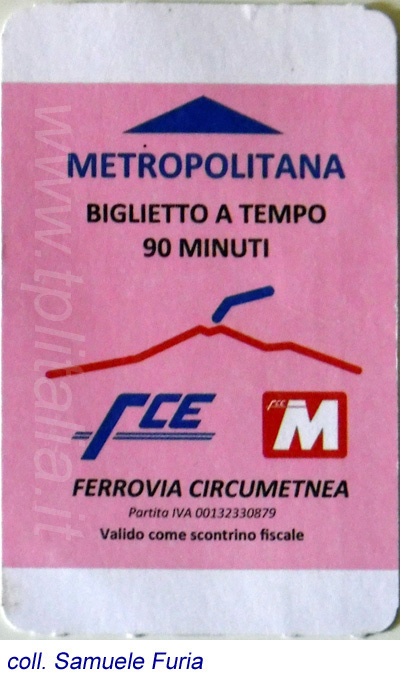 METROPOLITANA
BIGLIETTO A TEMPO
90 MINUTI
FCE
FCE
M
FERROVIA CIRCUMETNEA
Partita IVA 00132330879
Valido come scontrino fiscale
www.tplitalia.it
coll. Samuele Furia